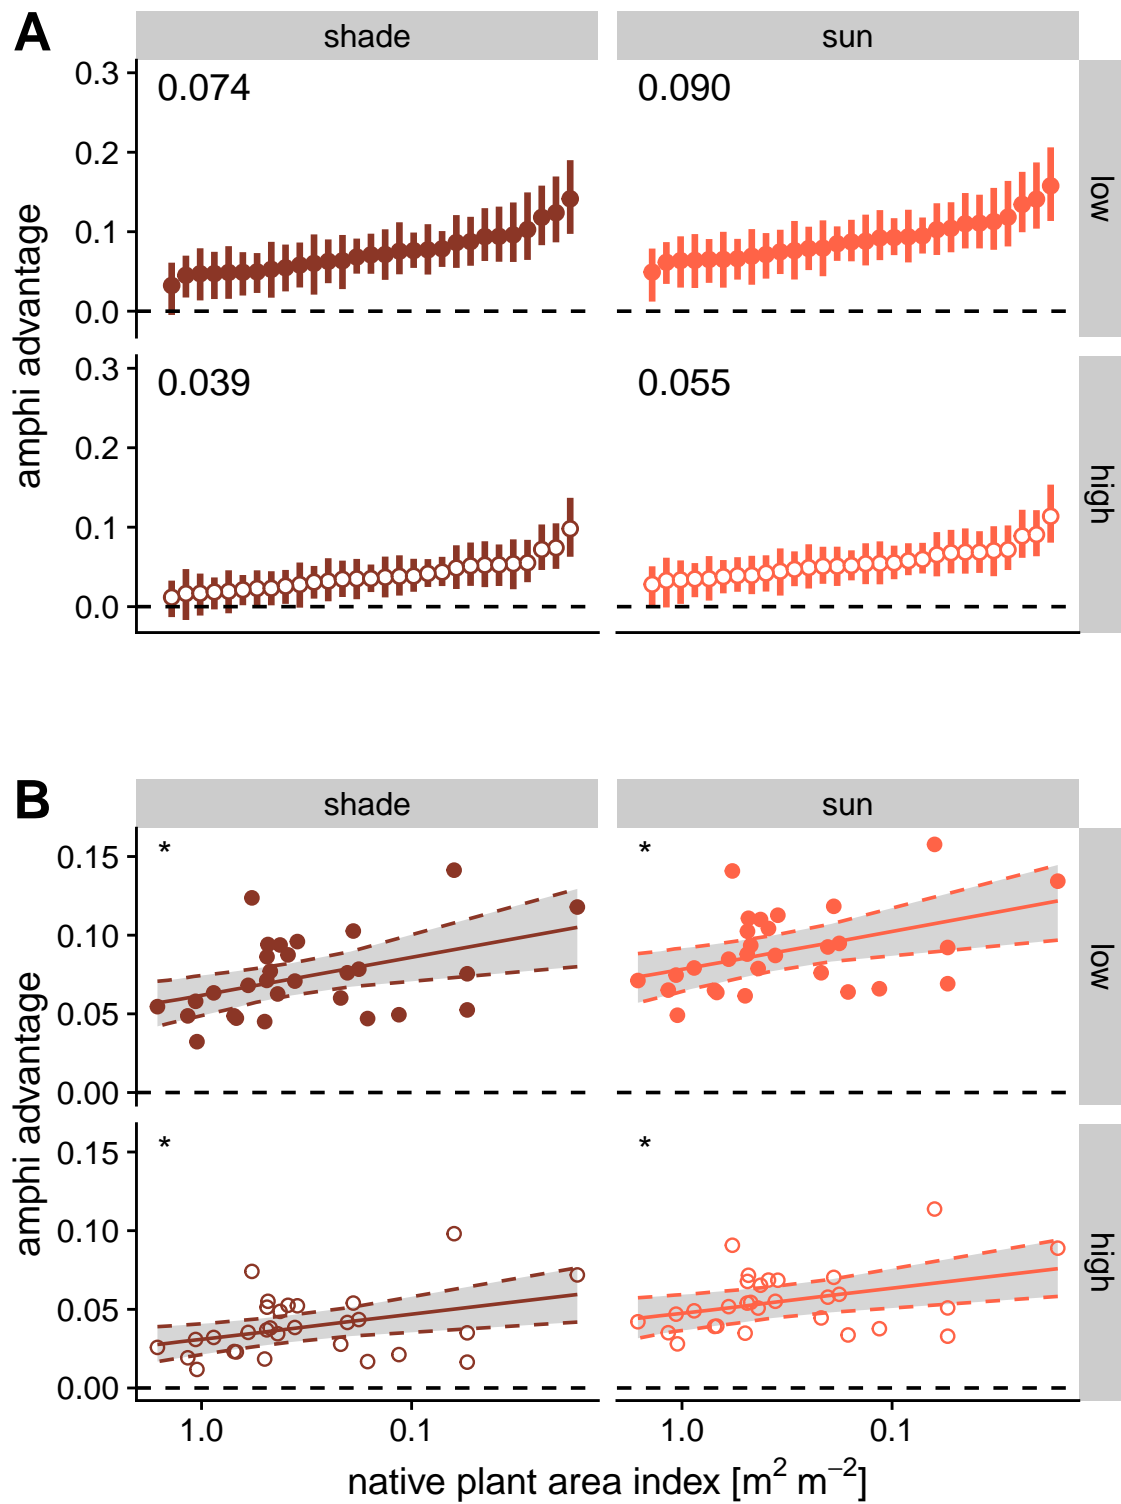 A
shade
sun
0.3
0.2
0.1
0.0
0.074
0.090
low
0.3
0.2
0.1
0.0
0.039
0.055
high
amphi advantage
B
shade
sun
0.15
0.10
0.05
0.00
*
*
low
0.15
0.10
0.05
0.00
*
*
high
amphi advantage
1.0
0.1
1.0
0.1
native plant area index [m² m⁻²]